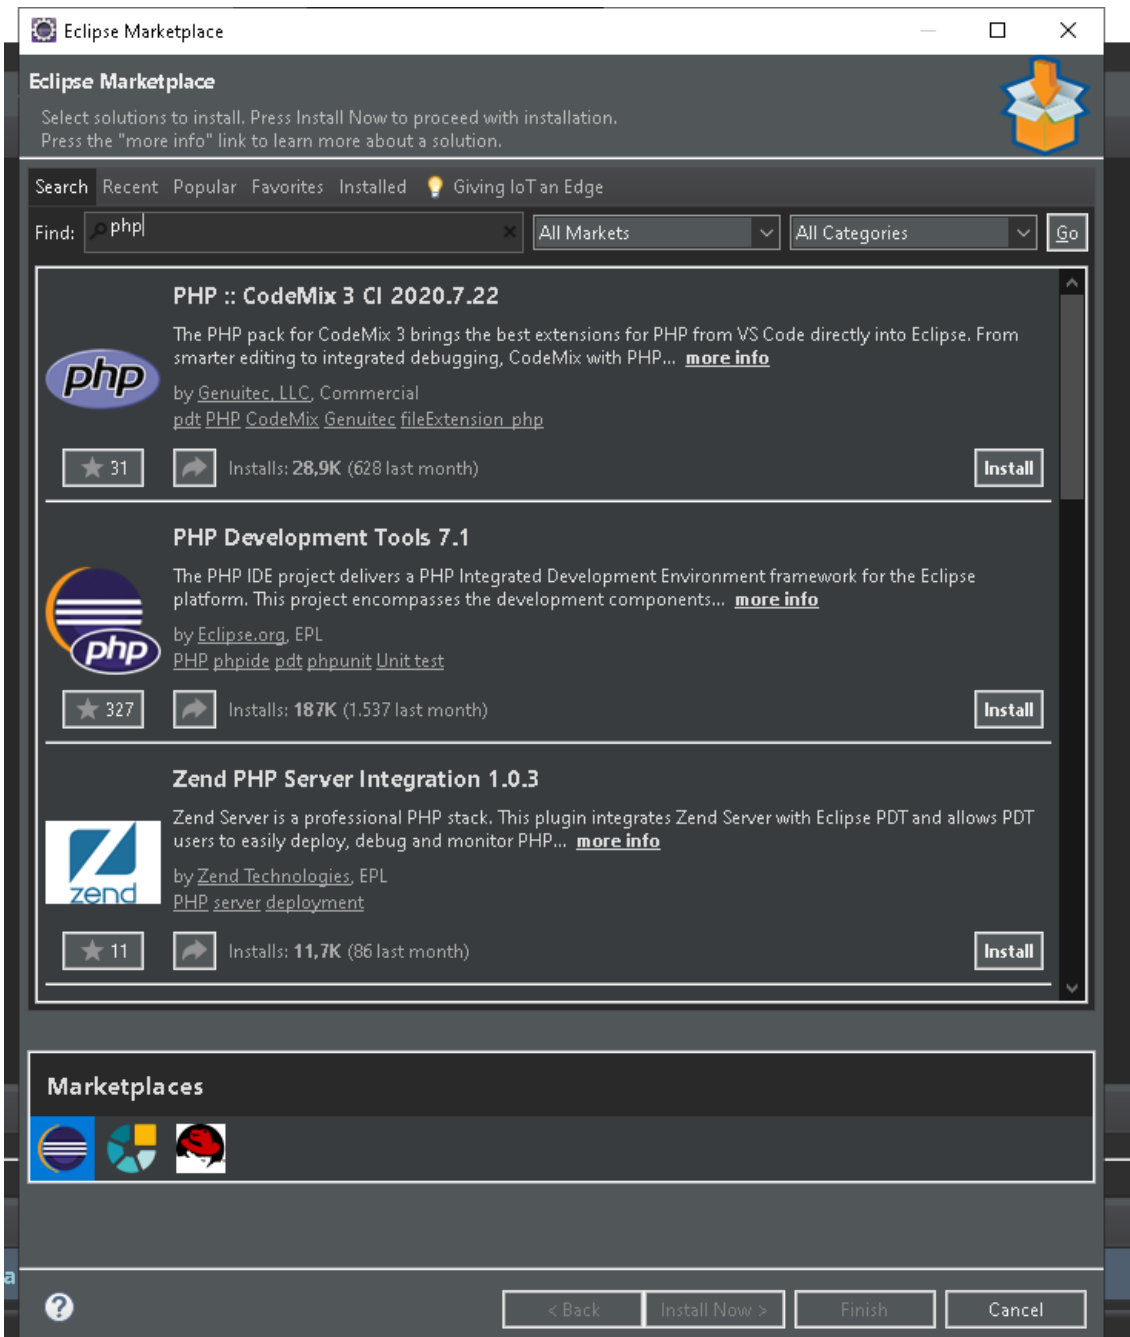 Eclipse Marketplace
Eclipse Marketplace
Select solutions to install. Press Install Now to proceed with installation.
Press the "more info" link to learn more about a solution.
Search Recent Popular Favorites Installed Giving IoT an Edge
Find: php All Markets All Categories Go
PHP :: CodeMix 3 CI 2020.7.22
The PHP pack for CodeMix 3 brings the best extensions for PHP from VS Code directly into Eclipse. From
smarter editing to integrated debugging, CodeMix with PHP... more info
php
by Genuitec, LLC, Commercial
pdt PHP CodeMix Genuitec fileExtension_php
31 Installs: 28,9K (628 last month) Install
PHP Development Tools 7.1
The PHP IDE project delivers a PHP Integrated Development Environment framework for the Eclipse
platform. This project encompasses the development components... more info
php
by Eclipse.org, EPL
PHP phpide pdt phpunit Unit test
327 Installs: 187K (1.537 last month) Install
Zend PHP Server Integration 1.0.3
Zend Server is a professional PHP stack. This plugin integrates Zend Server with Eclipse PDT and allows PDT
users to easily deploy, debug and monitor PHP... more info
zend
by Zend Technologies, EPL
PHP server deployment
11 Installs: 11,7K (86 last month) Install
Marketplaces
a
? < Back Install Now > Finish Cancel